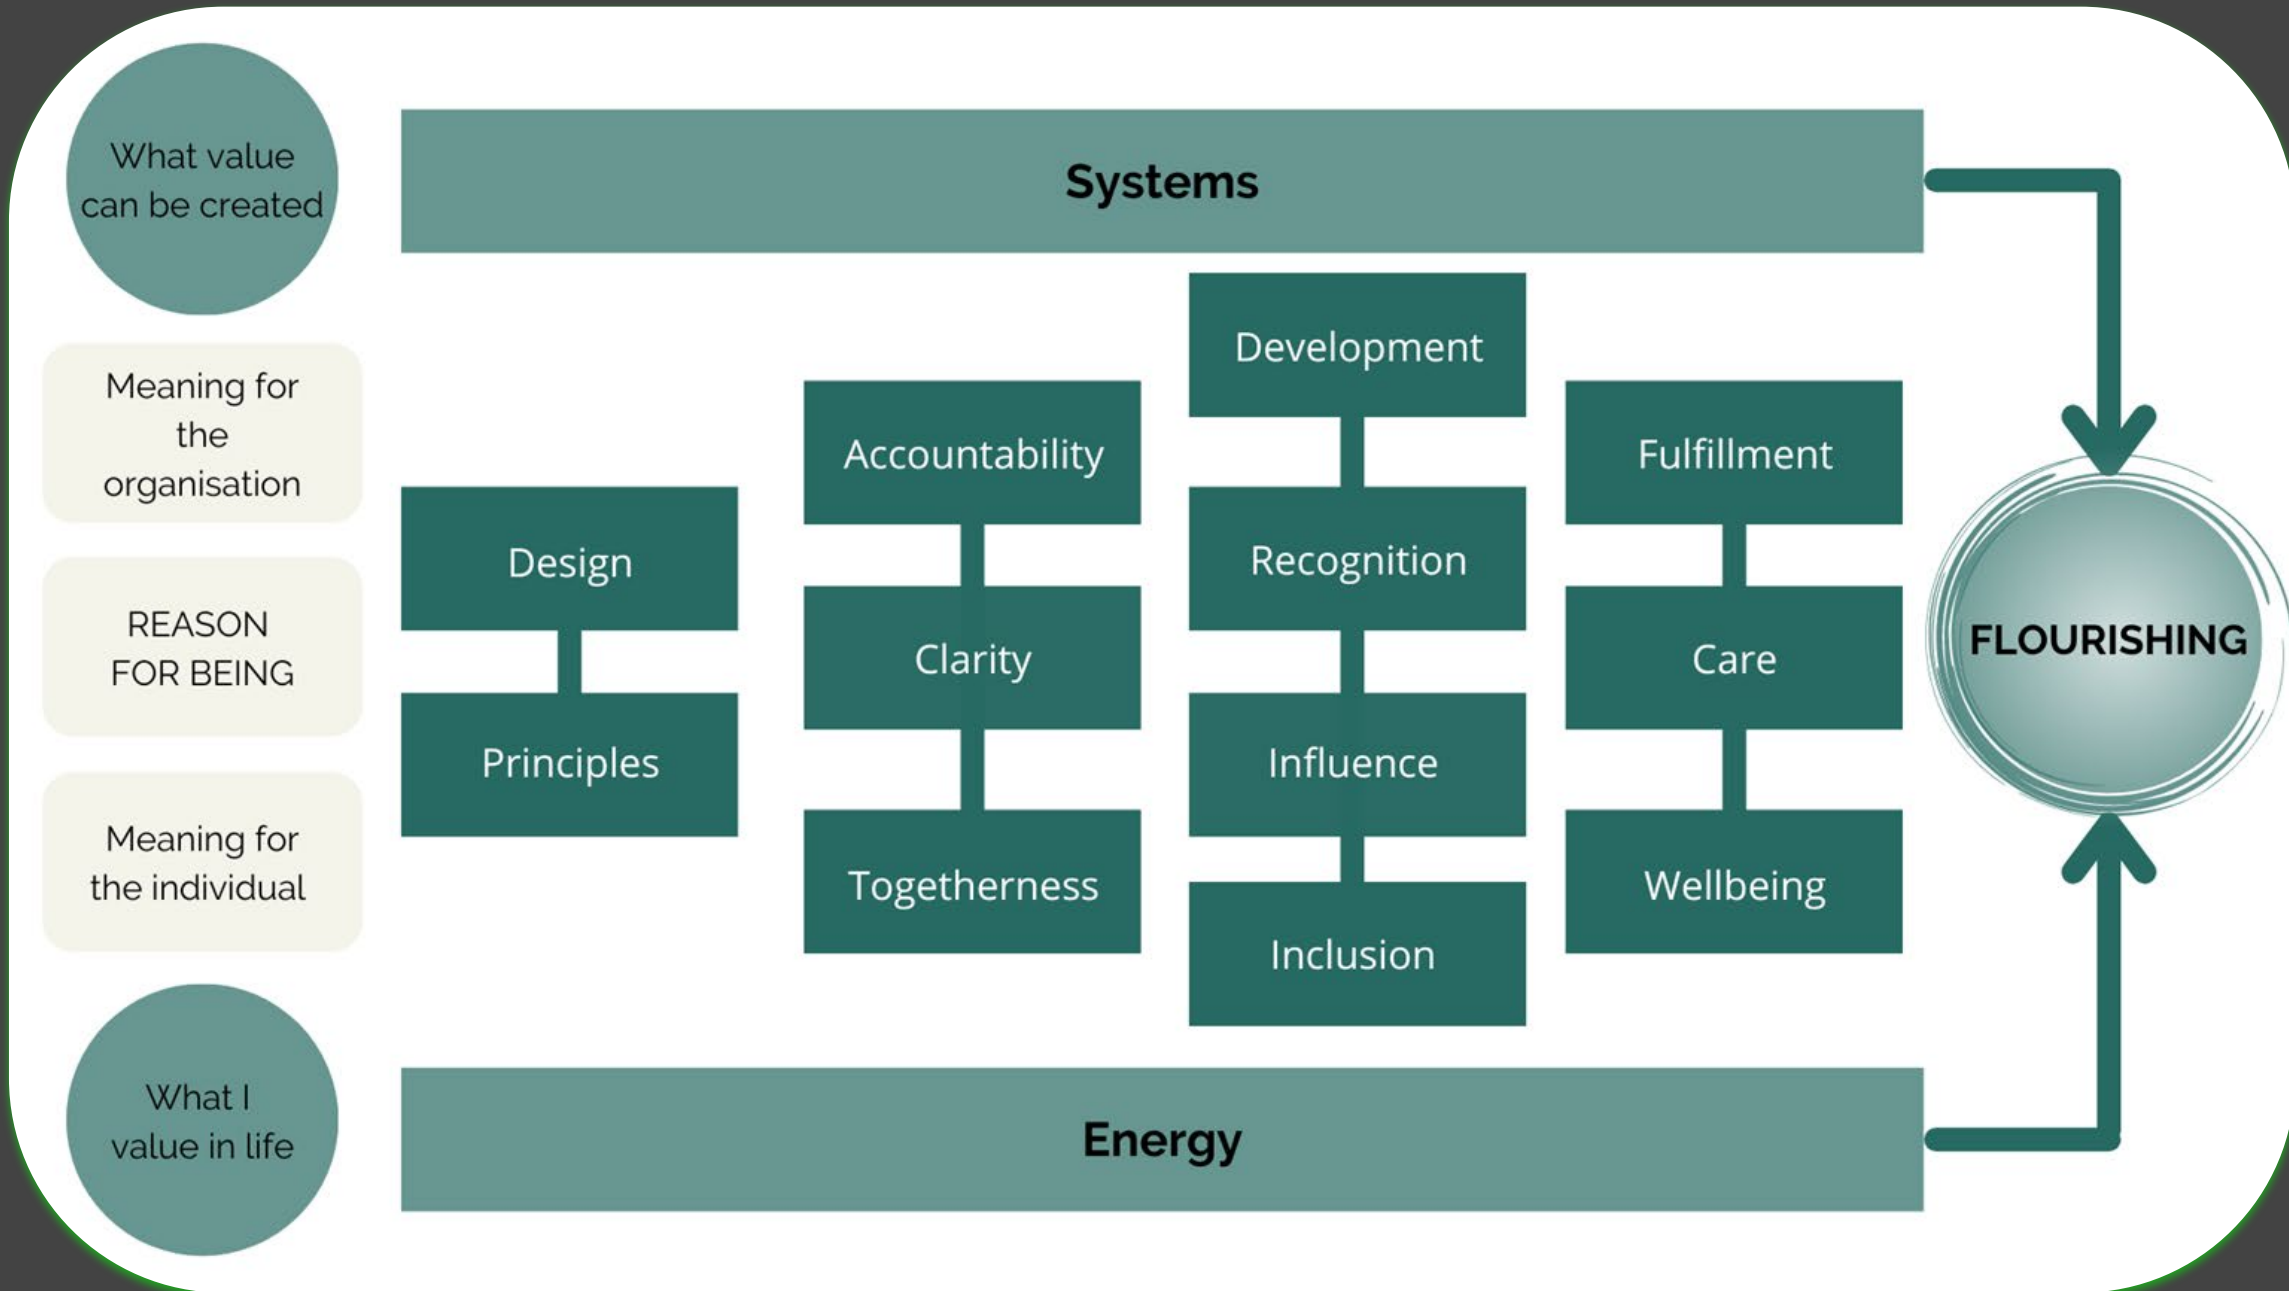 What value
can be created
Meaning for
the
organisation
REASON
FOR BEING
Meaning for
the individual
What I
value in life
Systems
Design
Principles
Accountability
Clarity
Togetherness
Development
Recognition
Influence
Inclusion
Fulfillment
Care
Wellbeing
Energy
FLOURISHING